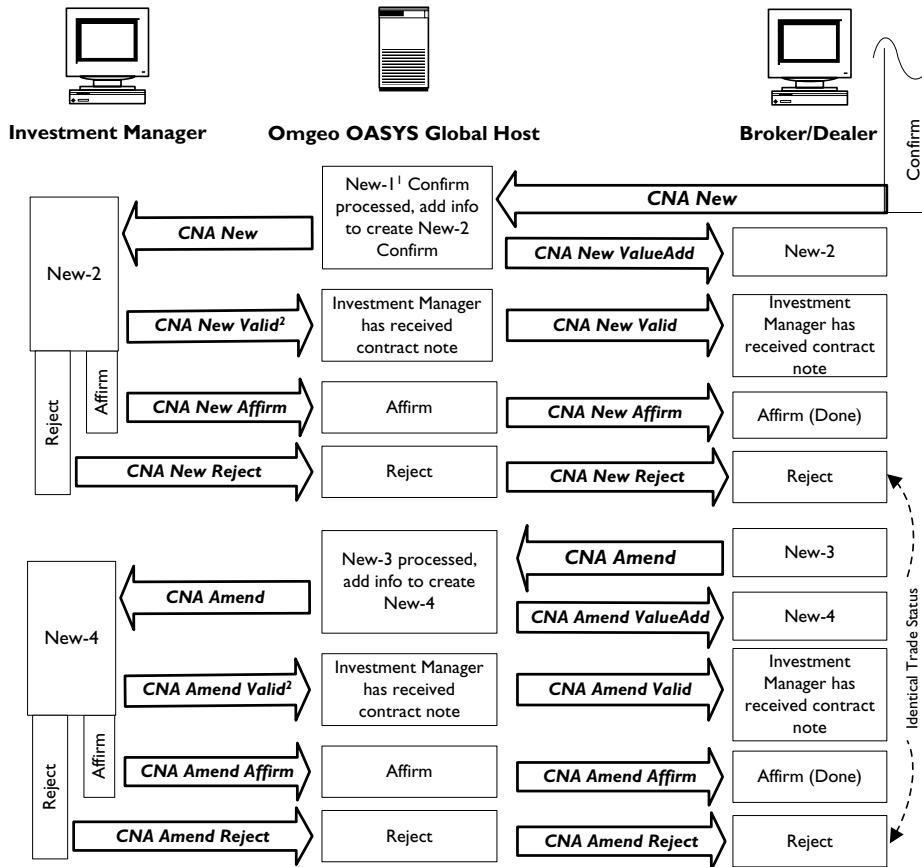 Investment Manager
Omgeo OASYS Global Host
Broker/Dealer
Confirm
New-1¹ Confirm
processed, add info
to create New-2
Confirm
CNA New
CNA New
New-2
CNA New ValueAdd
New-2
CNA New Valid²
Investment Manager
has received
contract note
CNA New Valid
Investment
Manager has
received contract
note
Reject
Affirm
CNA New Affirm
Affirm
CNA New Affirm
Affirm (Done)
CNA New Reject
Reject
CNA New Reject
Reject
New-3 processed,
add info to create
New-4
CNA Amend
New-3
CNA Amend
New-4
CNA Amend ValueAdd
New-4
CNA Amend Valid²
Investment Manager
has received
contract note
CNA Amend Valid
Investment
Manager has
received contract
note
Identical Trade Status
Reject
Affirm
CNA Amend Affirm
Affirm
CNA Amend Affirm
Affirm (Done)
CNA Amend Reject
Reject
CNA Amend Reject
Reject